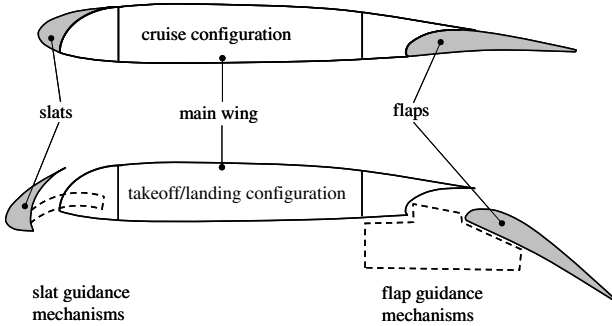 cruise configuration
slats
main wing
flaps
takeoff/landing configuration
slat guidance
mechanisms
flap guidance
mechanisms